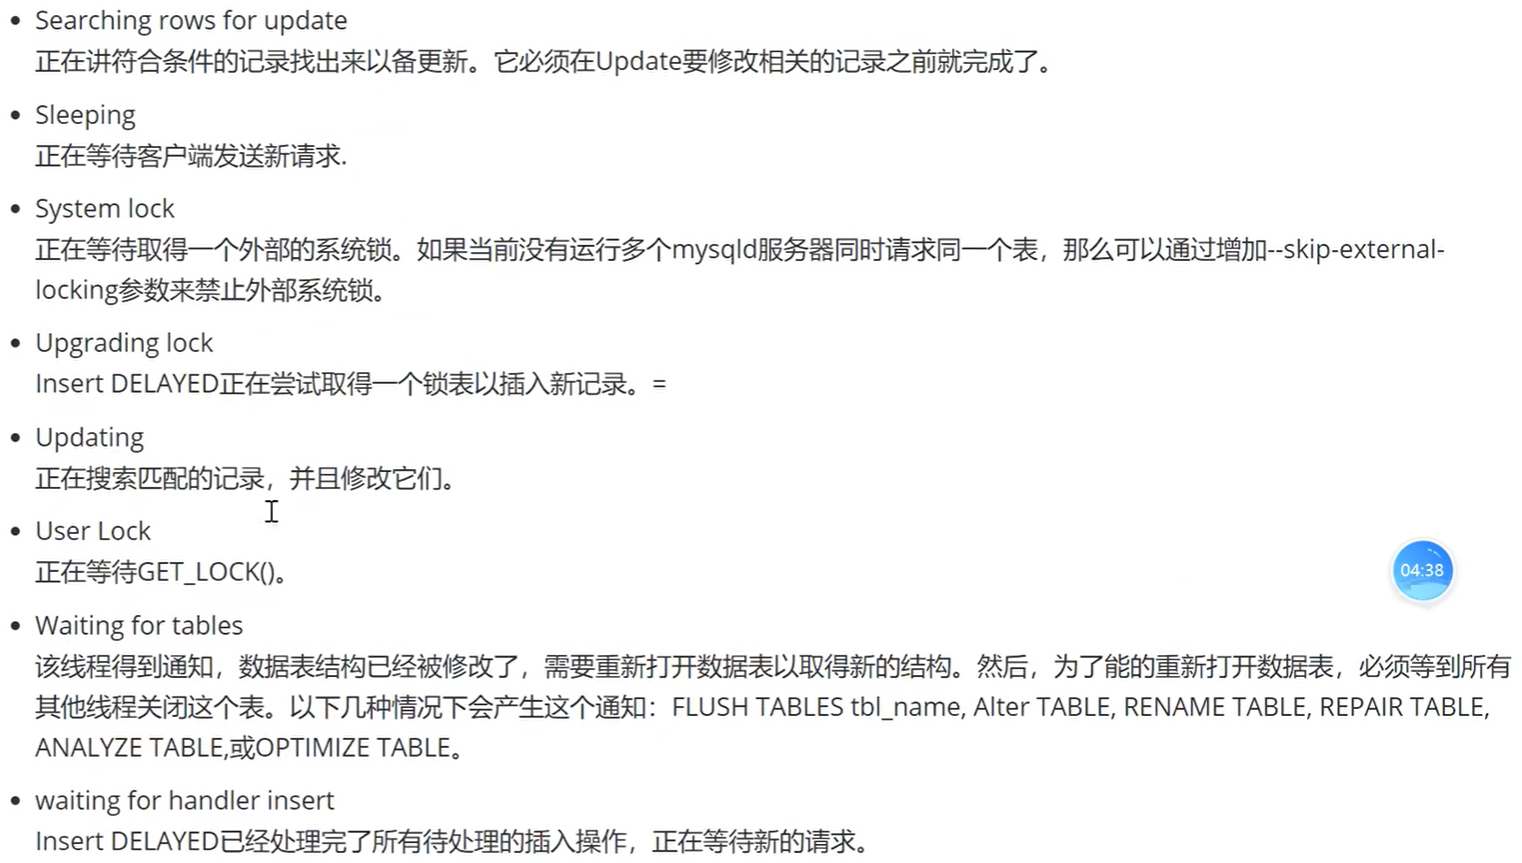 Searching rows for update
正在讲符合条件的记录找出来以备更新。它必须在Update要修改相关的记录之前就完成了。
Sleeping
正在等待客户端发送新请求.
System lock
正在等待取得一个外部的系统锁。如果当前没有运行多个mysqld服务器同时请求同一个表，那么可以通过增加--skip-external-
locking参数来禁止外部系统锁。
Upgrading lock
Insert DELAYED正在尝试取得一个锁表以插入新记录。=
Updating
正在搜索匹配的记录，并且修改它们。
User Lock
正在等待GET_LOCK()。
04:38
Waiting for tables
该线程得到通知，数据表结构已经被修改了，需要重新打开数据表以取得新的结构。然后，为了能的重新打开数据表，必须等到所有
其他线程关闭这个表。以下几种情况下会产生这个通知：FLUSH TABLES tbl_name, Alter TABLE, RENAME TABLE, REPAIR TABLE,
ANALYZE TABLE,或OPTIMIZE TABLE。
waiting for handler insert
Insert DELAYED已经处理完了所有待处理的插入操作，正在等待新的请求。